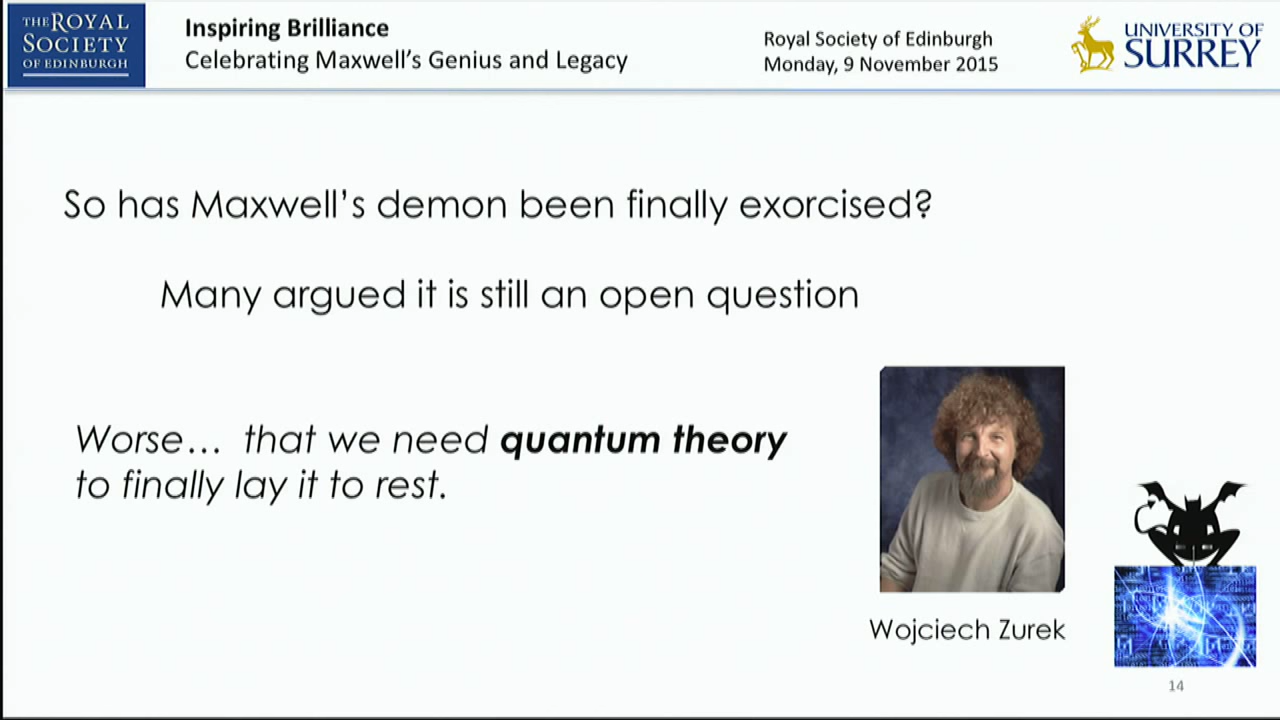 THE ROYAL
SOCIETY
OF EDINBURGH
Inspiring Brilliance
Celebrating Maxwell’s Genius and Legacy
Royal Society of Edinburgh
Monday, 9 November 2015
UNIVERSITY OF
SURREY
So has Maxwell’s demon been finally exorcised?
Many argued it is still an open question
Worse… that we need quantum theory
to finally lay it to rest.
Wojciech Zurek
14